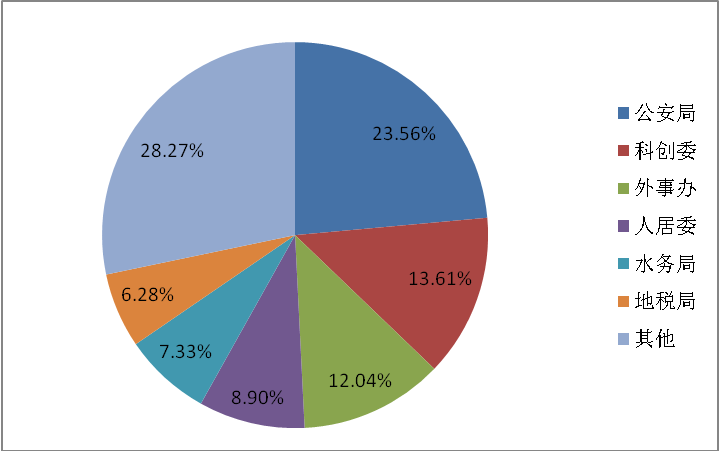 23.56%
13.61%
12.04%
8.90%
7.33%
6.28%
28.27%
公安局
科创委
外事办
人居委
水务局
地税局
其他